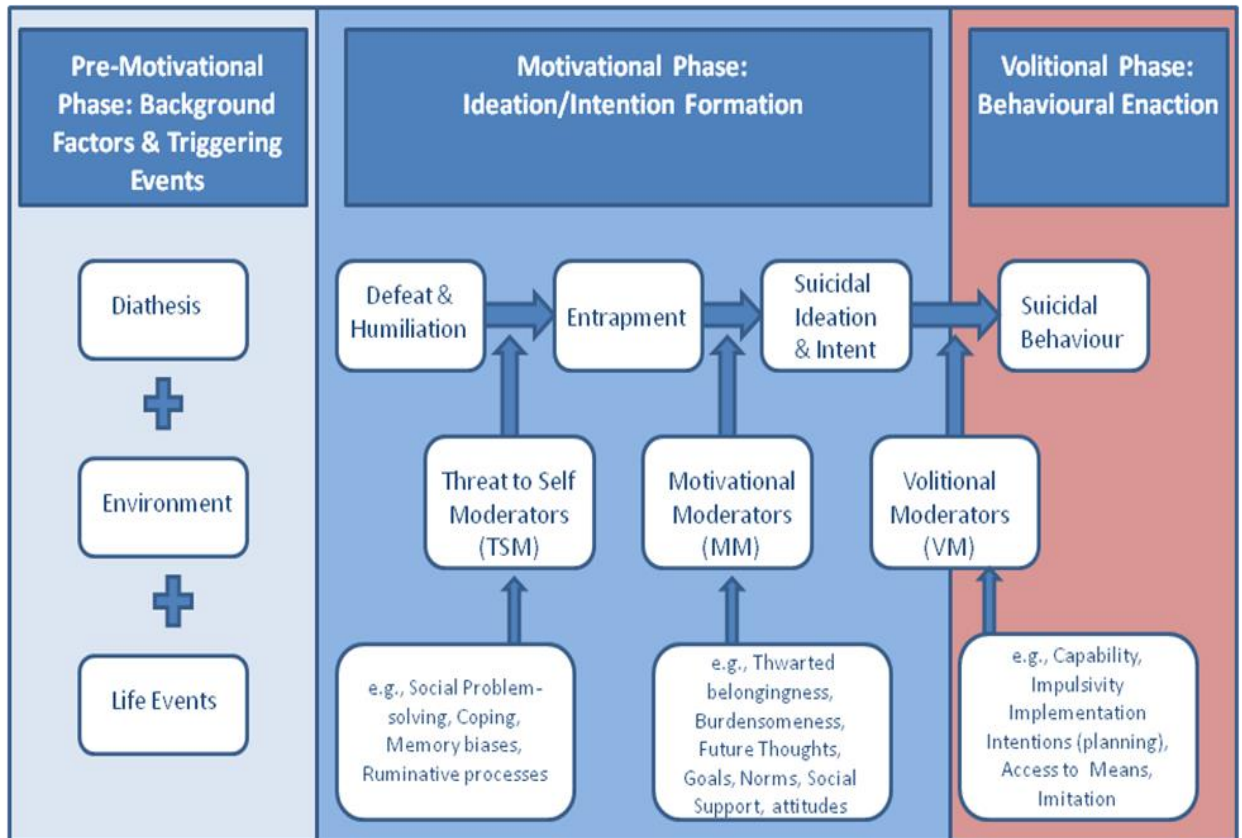 Pre-Motivational
Phase: Background
Factors & Triggering
Events
Motivational Phase:
Ideation/Intention Formation
Volitional Phase:
Behavioural Enaction
Diathesis
Environment
Life Events
Defeat &
Humiliation
Entrapment
Suicidal
Ideation
& Intent
Suicidal
Behaviour
Threat to Self
Moderators
(TSM)
Motivational
Moderators
(MM)
Volitional
Moderators
(VM)
e.g., Social Problem-
solving, Coping,
Memory biases,
Ruminative processes
e.g., Thwarted
belongingness,
Burdensomeness,
Future Thoughts,
Goals, Norms, Social
Support, attitudes
e.g., Capability,
Impulsivity
Implementation
Intentions (planning),
Access to Means,
Imitation